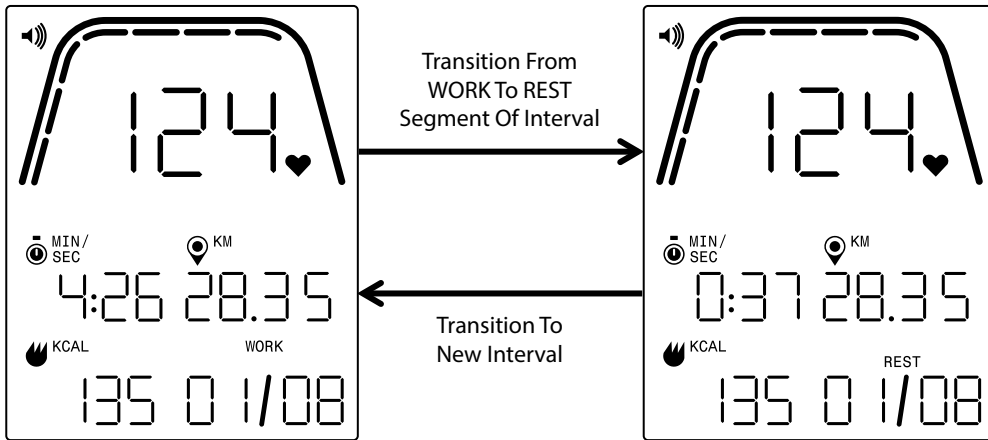 124
MIN/
SEC
KM
4:26 28.35
KCAL
WORK
135 01/08
Transition From
WORK To REST
Segment Of Interval
Transition To
New Interval
124
MIN/
SEC
KM
0:37 28.35
KCAL
REST
135 01/08